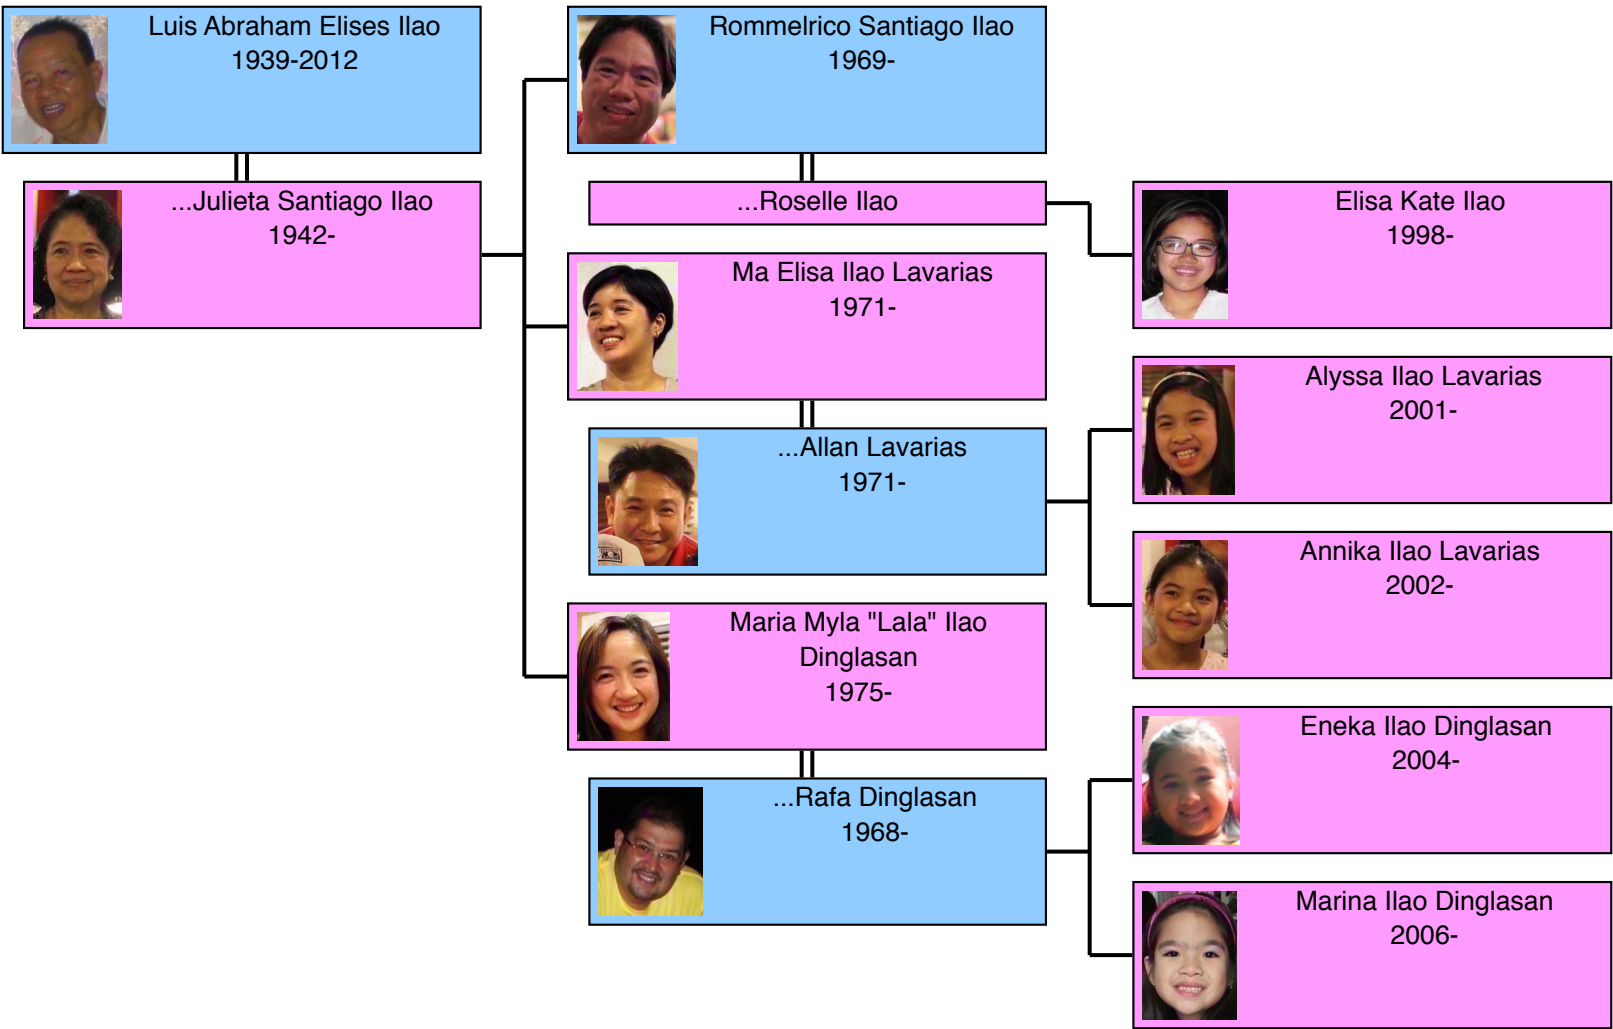 Luis Abraham Elises Ilao
1939-2012
...Julieta Santiago Ilao
1942-
Rommelrico Santiago Ilao
1969-
...Roselle Ilao
Ma Elisa Ilao Lavarias
1971-
...Allan Lavarias
1971-
Maria Myla "Lala" Ilao
Dinglasan
1975-
...Rafa Dinglasan
1968-
Elisa Kate Ilao
1998-
Alyssa Ilao Lavarias
2001-
Annika Ilao Lavarias
2002-
Eneka Ilao Dinglasan
2004-
Marina Ilao Dinglasan
2006-